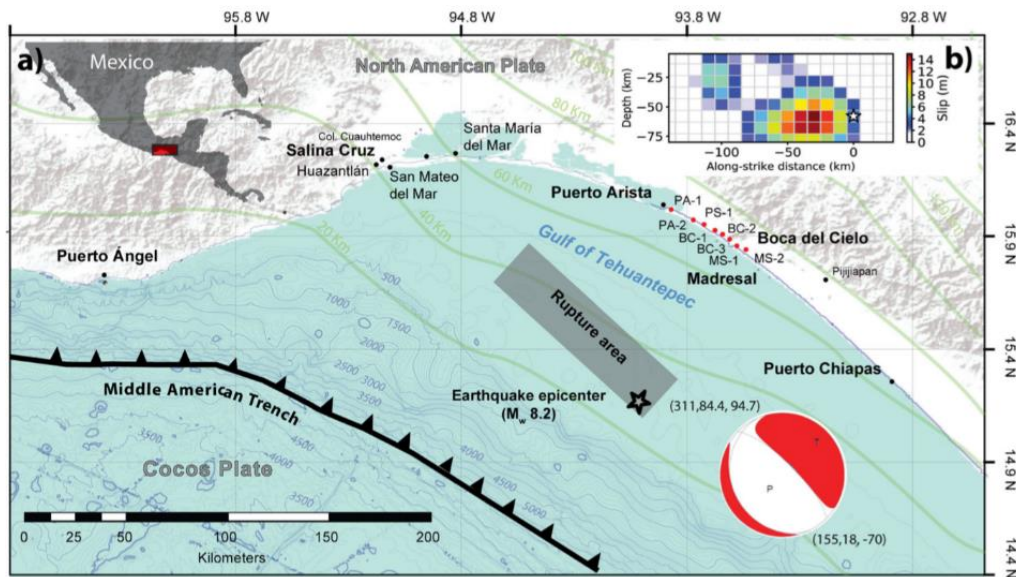 95.8 W
94.8 W
93.8 W
92.8 W
a)
Mexico
North American Plate
80 Km
b)
Depth (km)
−25
−50
−75
−100
−50
0
Along-strike distance (km)
Slip (m)
14
12
10
8
6
4
2
0
16.4 N
15.9 N
15.4 N
14.9 N
14.4 N
Col. Cuauhtemoc
Salina Cruz
Huazantlán
Santa María
del Mar
San Mateo
del Mar
60 Km
40 Km
20 Km
Puerto Arista
PA-1
PS-1
PA-2
BC-2
BC-1
BC-3
MS-1
MS-2
Boca del Cielo
Madresal
Pijijiapan
Gulf of Tehuantepec
Puerto Ángel
500
1000
1500
2000
2500
3000
3500
Rupture area
Puerto Chiapas
Middle American Trench
Earthquake epicenter
(Mw 8.2)
(311,84.4, 94.7)
T
P
(155,18, -70)
3500
4000
3500
4000
4500
5000
Cocos Plate
0
25
50
100
150
200
Kilometers